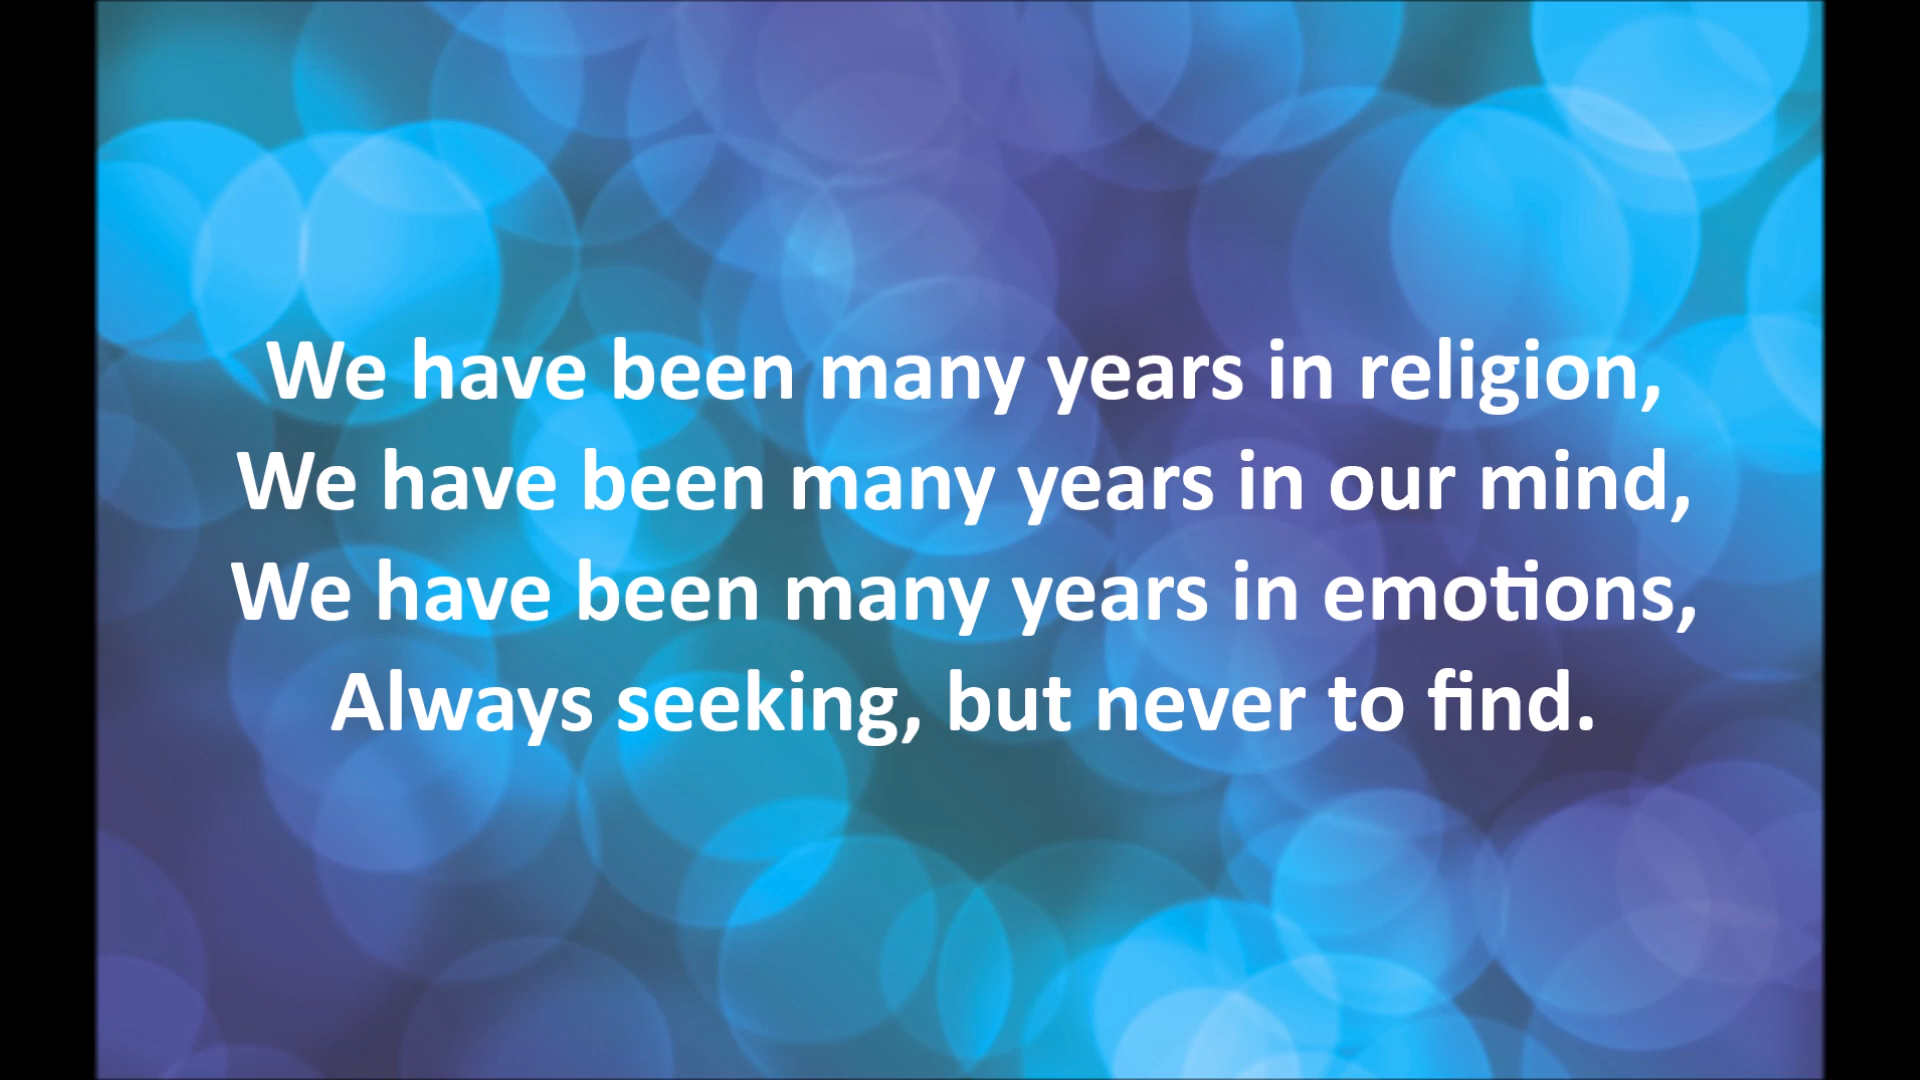 We have been many years in religion,
We have been many years in our mind,
We have been many years in emotions,
Always seeking, but never to find.